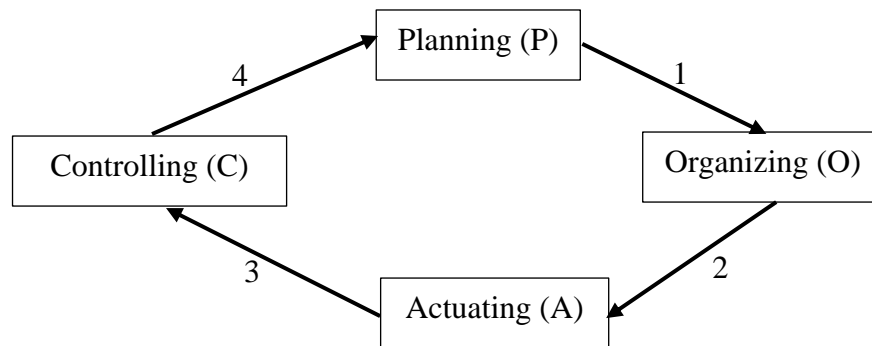 Planning (P)
1
Organizing (O)
2
Actuating (A)
3
Controlling (C)
4